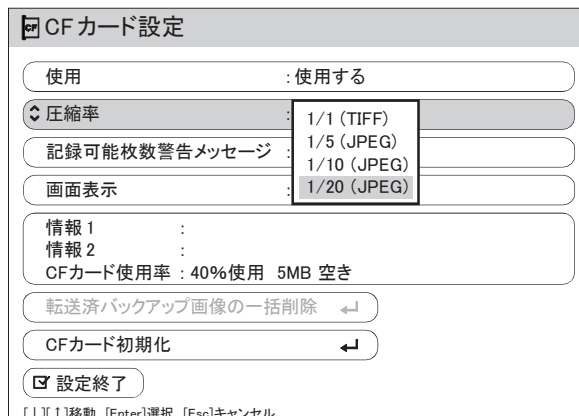 CFカード設定
使用 : 使用する
圧縮率 :
1/1 (TIFF)
1/5 (JPEG)
記録可能枚数警告メッセージ :
1/10 (JPEG)
画面表示 :
1/20 (JPEG)
情報1 :
情報2 :
CFカード使用率 : 40%使用 5MB 空き
転送済バックアップ画像の一括削除 ↵
CFカード初期化 ↵
設定終了
[↓][↑]移動 [Enter]選択 [Esc]キャンセル